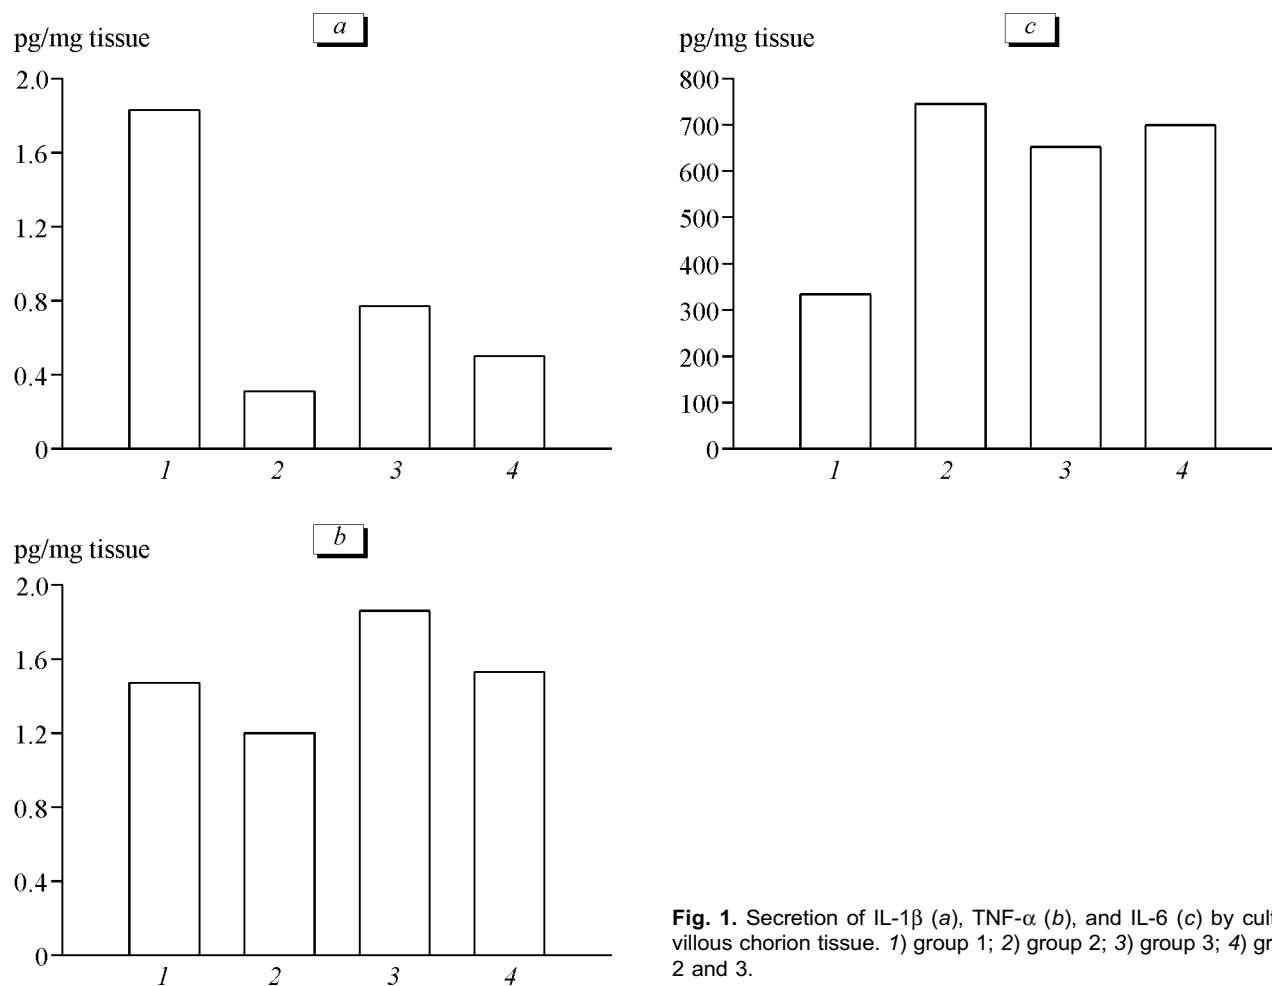 pg/mg tissue
a
2.0
1.6
1.2
0.8
0.4
0
1 2 3 4
pg/mg tissue
c
800
700
600
500
400
300
200
100
0
1 2 3 4
pg/mg tissue
b
2.0
1.6
1.2
0.8
0.4
0
1 2 3 4
Fig. 1. Secretion of IL-1β (a), TNF-α (b), and IL-6 (c) by cult
villous chorion tissue. 1) group 1; 2) group 2; 3) group 3; 4) gr
2 and 3.